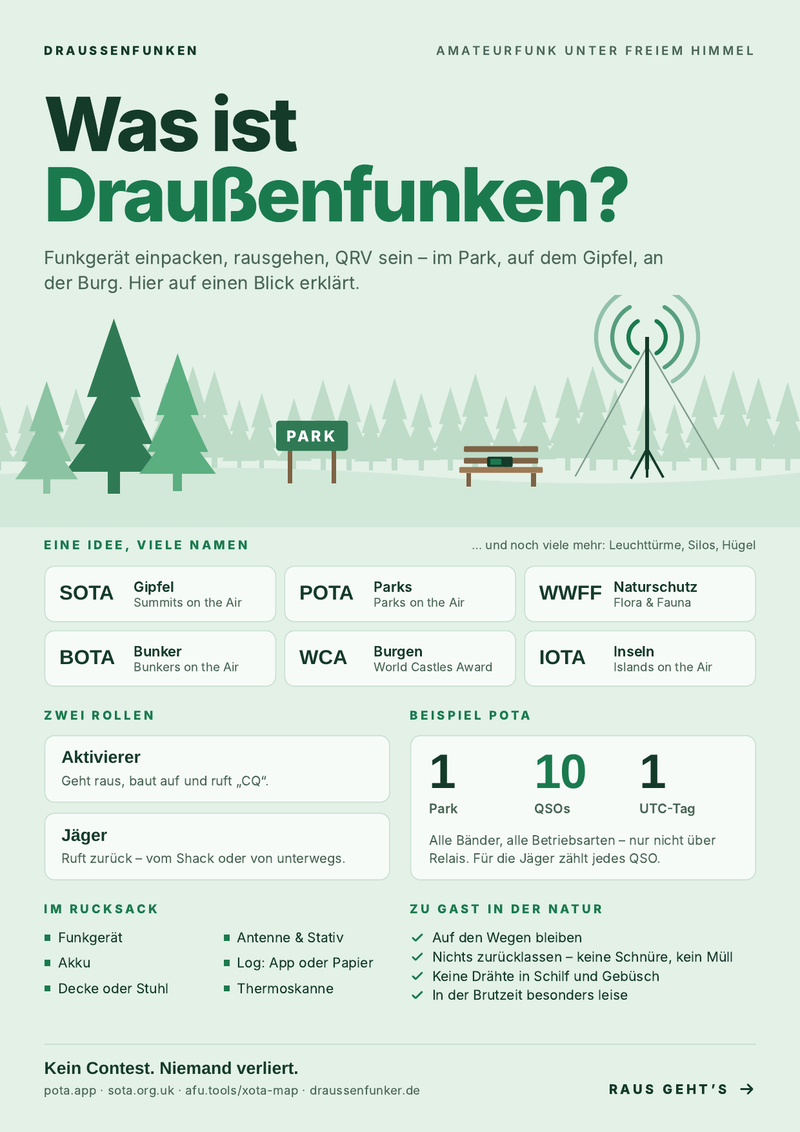 DRAUSSENFUNKEN
AMATEURFUNK UNTER FREIEM HIMMEL
Was ist
Draußenfunken?
Funkgerät einpacken, rausgehen, QRV sein – im Park, auf dem Gipfel, an
der Burg. Hier auf einen Blick erklärt.
PARK
EINE IDEE, VIELE NAMEN
... und noch viele mehr: Leuchttürme, Silos, Hügel
SOTA
Gipfel
Summits on the Air
POTA
Parks
Parks on the Air
WWFF
Naturschutz
Flora & Fauna
BOTA
Bunker
Bunkers on the Air
WCA
Burgen
World Castles Award
IOTA
Inseln
Islands on the Air
ZWEI ROLLEN
Aktivierer
Geht raus, baut auf und ruft „CQ“.
Jäger
Ruft zurück – vom Shack oder von unterwegs.
BEISPIEL POTA
1
Park
10
QSOs
1
UTC-Tag
Alle Bänder, alle Betriebsarten – nur nicht über
Relais. Für die Jäger zählt jedes QSO.
IM RUCKSACK
Funkgerät
Antenne & Stativ
Akku
Log: App oder Papier
Decke oder Stuhl
Thermoskanne
ZU GAST IN DER NATUR
Auf den Wegen bleiben
Nichts zurücklassen – keine Schnüre, kein Müll
Keine Drähte in Schilf und Gebüsch
In der Brutzeit besonders leise
Kein Contest. Niemand verliert.
pota.app · sota.org.uk · afu.tools/xota-map · draussenfunker.de
RAUS GEHT’S →